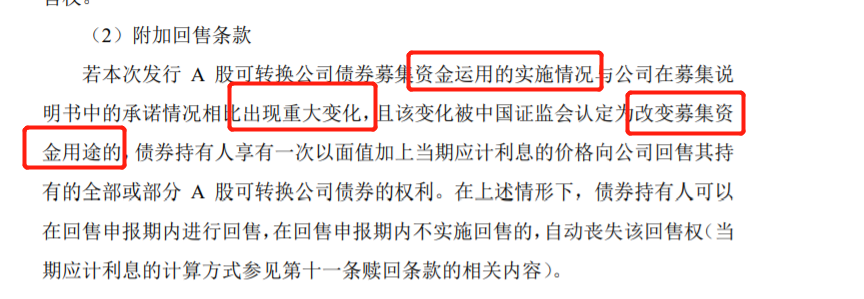 售权。
（2）附加回售条款
若本次发行 A 股可转换公司债券募集资金运用的实施情况与公司在募集说
明书中的承诺情况相比出现重大变化，且该变化被中国证监会认定为改变募集资
金用途的，债券持有人享有一次以面值加上当期应计利息的价格向公司回售其持
有的全部或部分 A 股可转换公司债券的权利。在上述情形下，债券持有人可以
在回售申报期内进行回售，在回售申报期内不实施回售的，自动丧失该回售权（当
期应计利息的计算方式参见第十一条赎回条款的相关内容）。